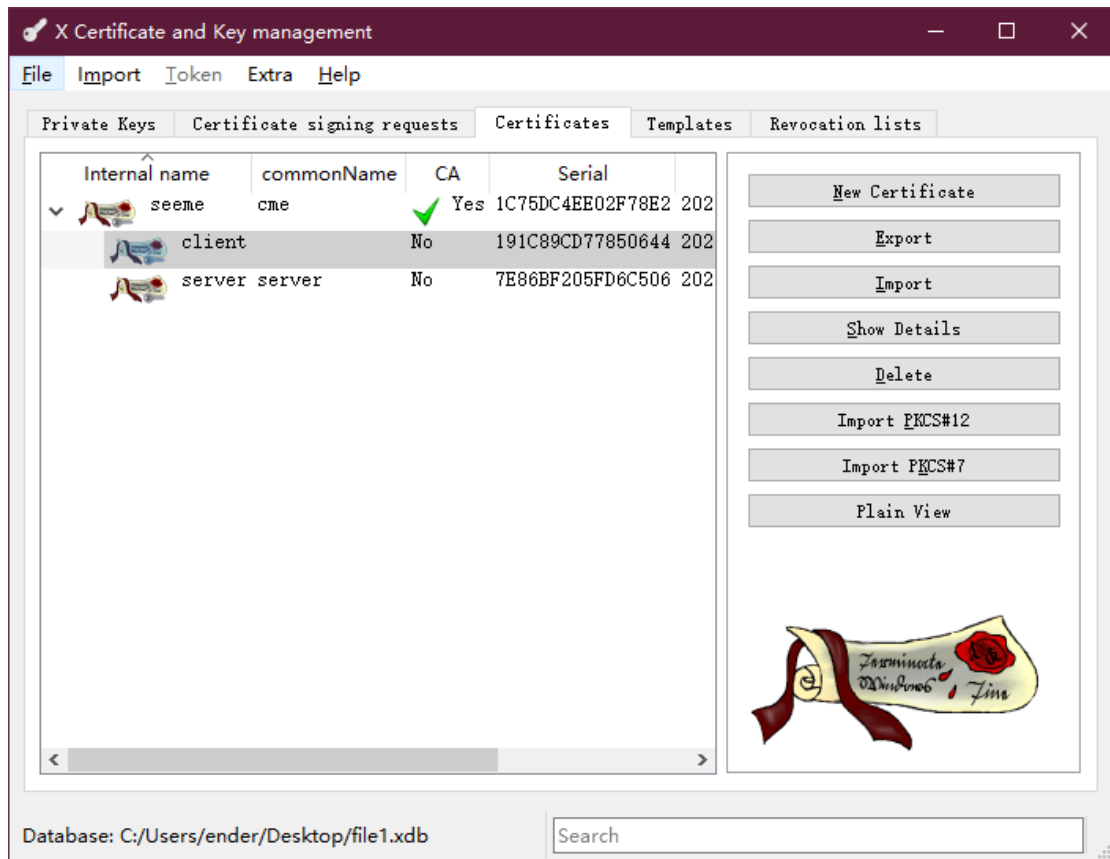 X Certificate and Key management
File Import Token Extra Help
Private Keys Certificate signing requests Certificates Templates Revocation lists
Internal name commonName CA Serial
seeme cme Yes 1C75DC4EE02F78E2 202
client No 191C89CD77850644 202
server server No 7E86BF205FD6C506 202
New Certificate
Export
Import
Show Details
Delete
Import PKCS#12
Import PKCS#7
Plain View
Windows
Database: C:/Users/ender/Desktop/file1.xdb
Search